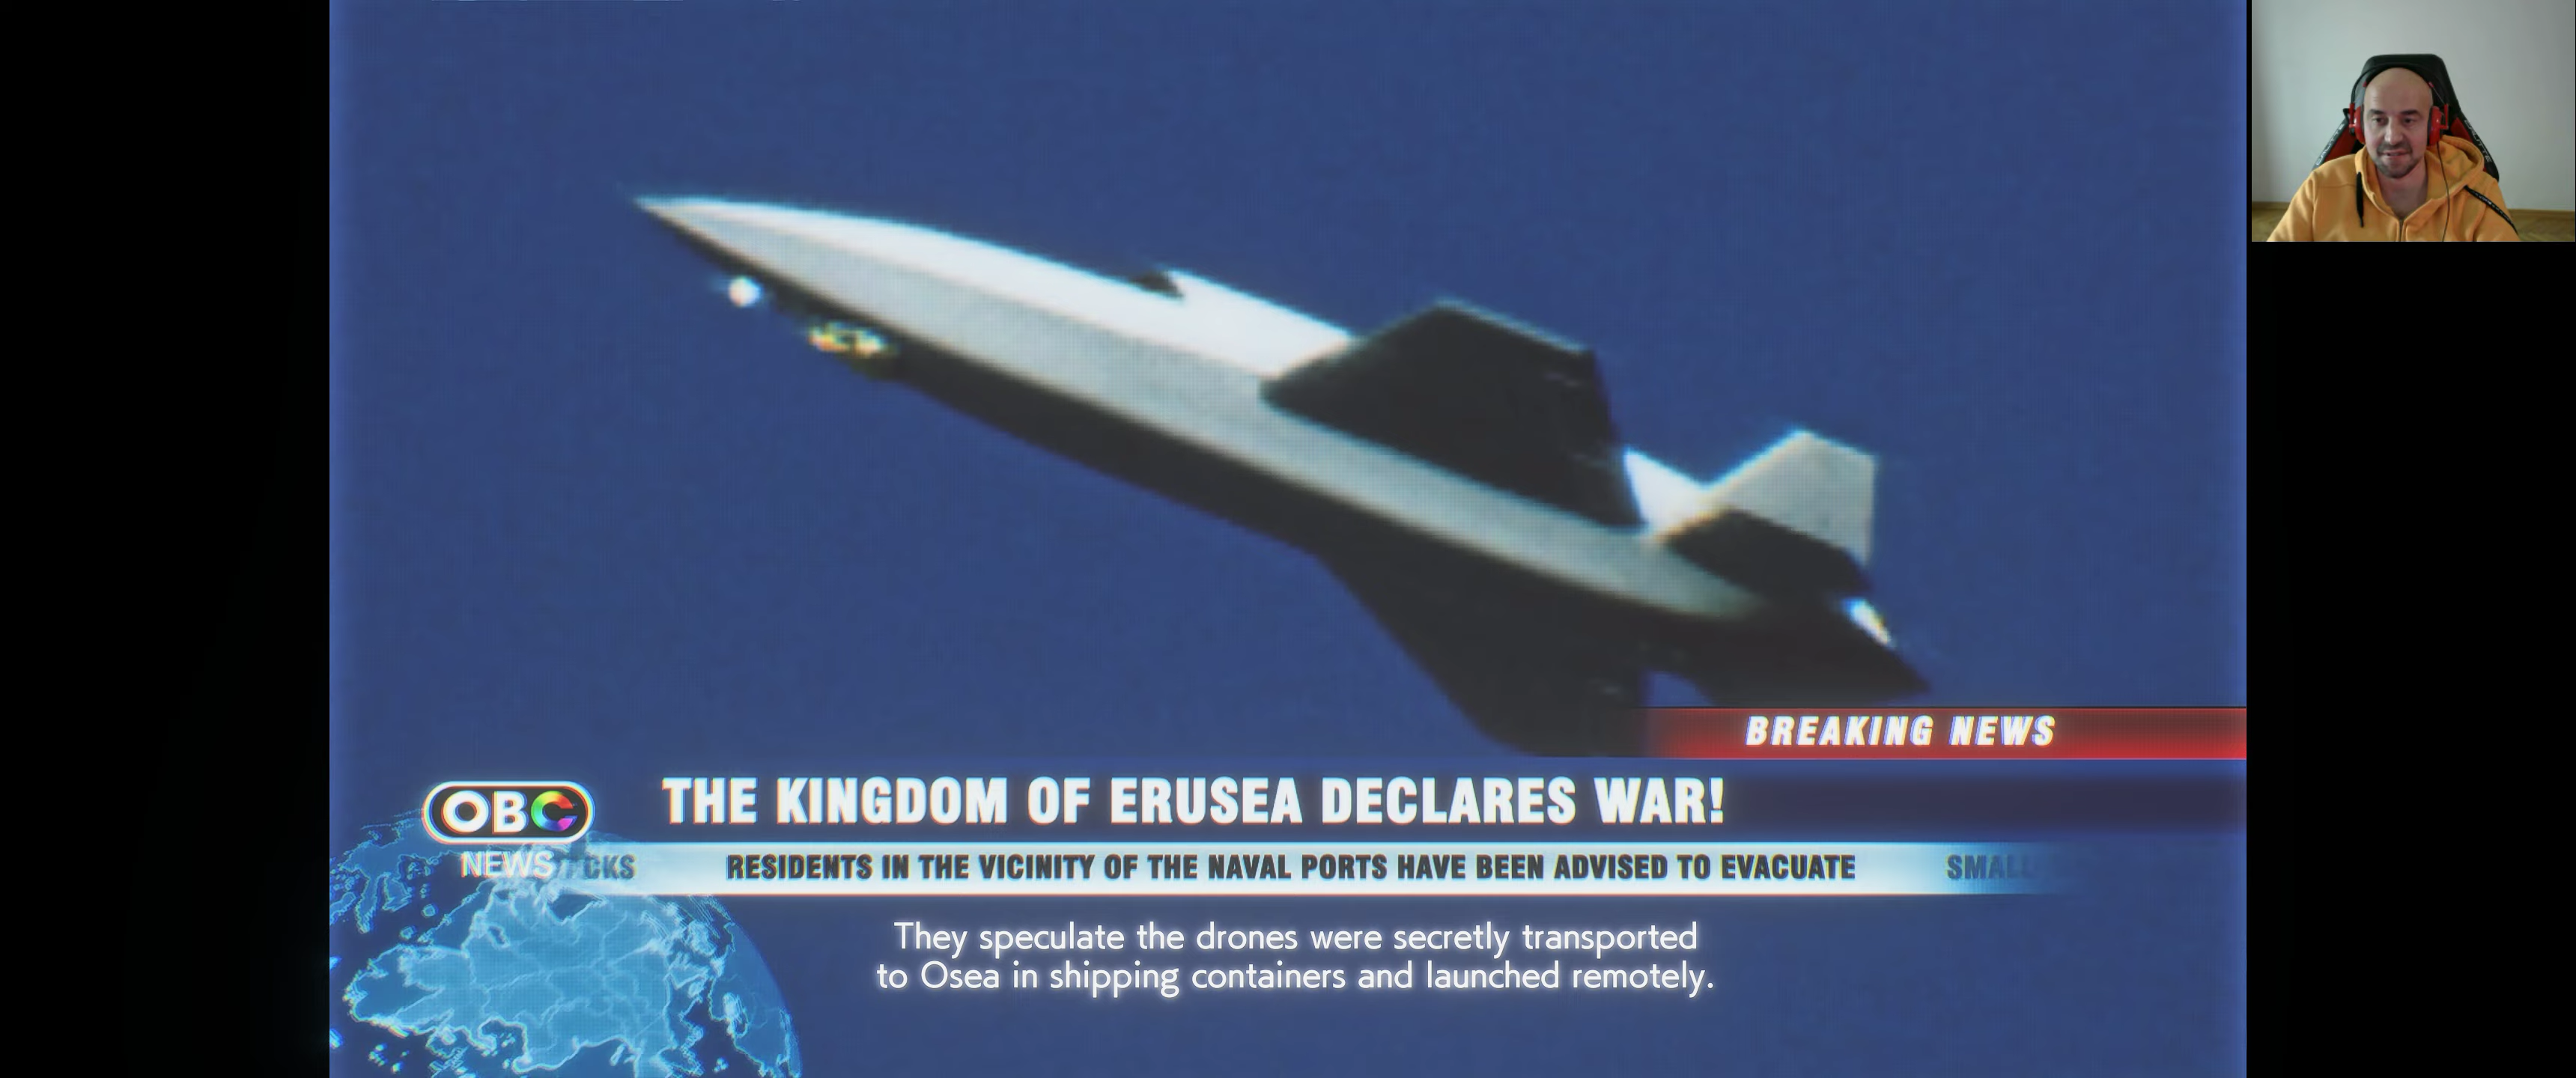 BREAKING NEWS
OBC
NEWS
THE KINGDOM OF ERUSEA DECLARES WAR!
CKS RESIDENTS IN THE VICINITY OF THE NAVAL PORTS HAVE BEEN ADVISED TO EVACUATE SMALL
They speculate the drones were secretly transported
to Osea in shipping containers and launched remotely.